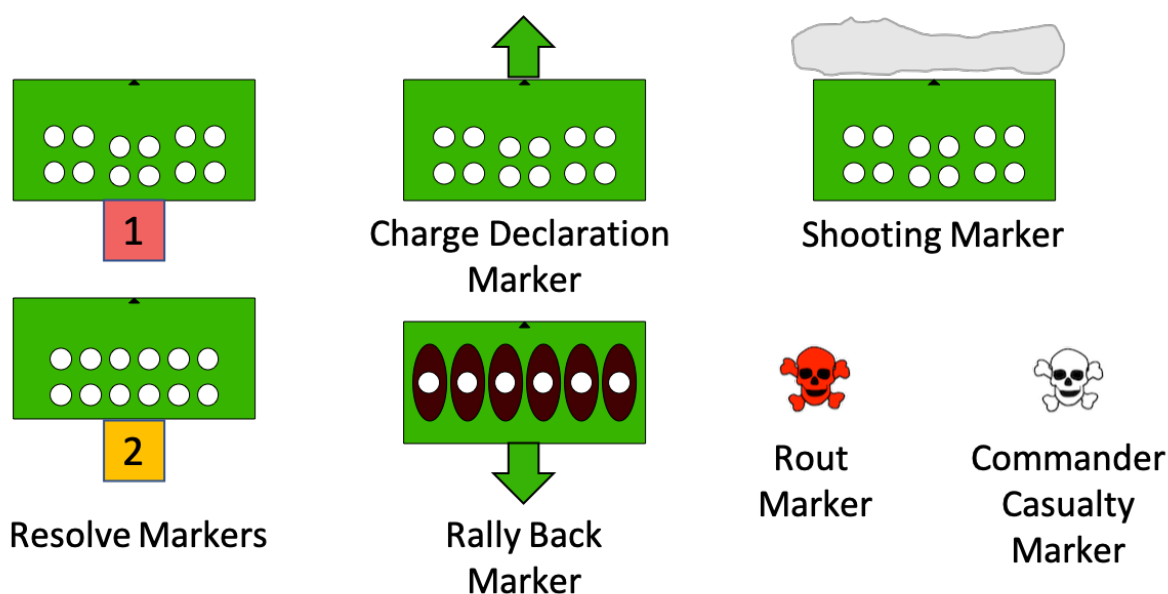 1
Charge Declaration
Marker
Shooting Marker
2
Resolve Markers
Rally Back
Marker
Rout
Marker
Commander
Casualty
Marker